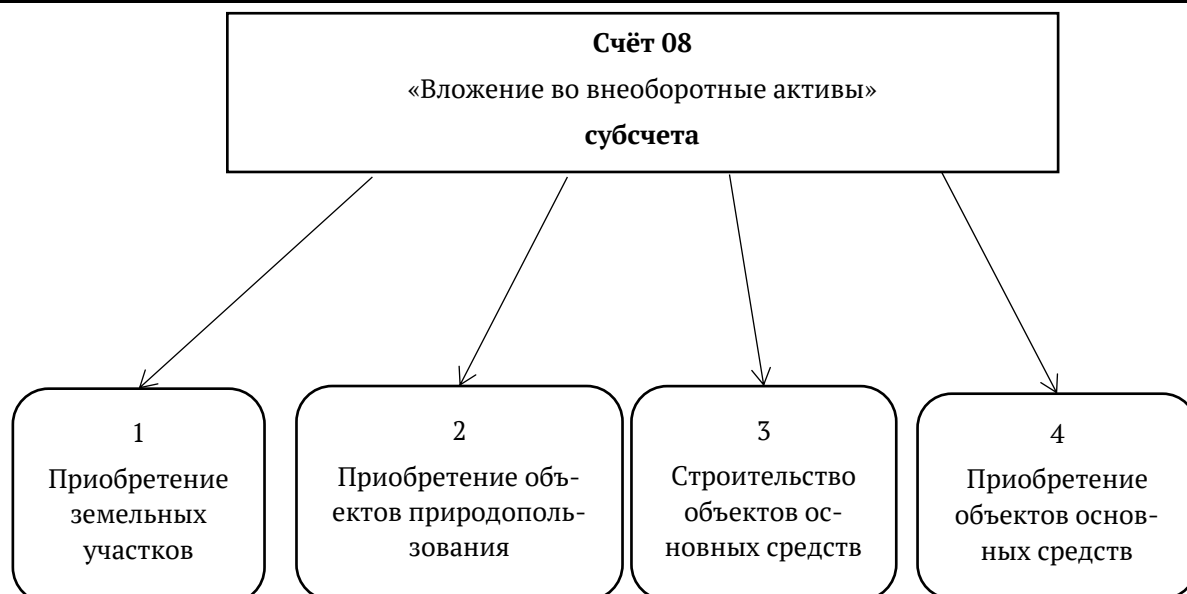 Счёт 08
«Вложение во внеоборотные активы»
субсчета
1
Приобретение
земельных
участков
2
Приобретение объ-
ектов природополь-
зования
3
Строительство
объектов ос-
новных средств
4
Приобретение
объектов основ-
ных средств